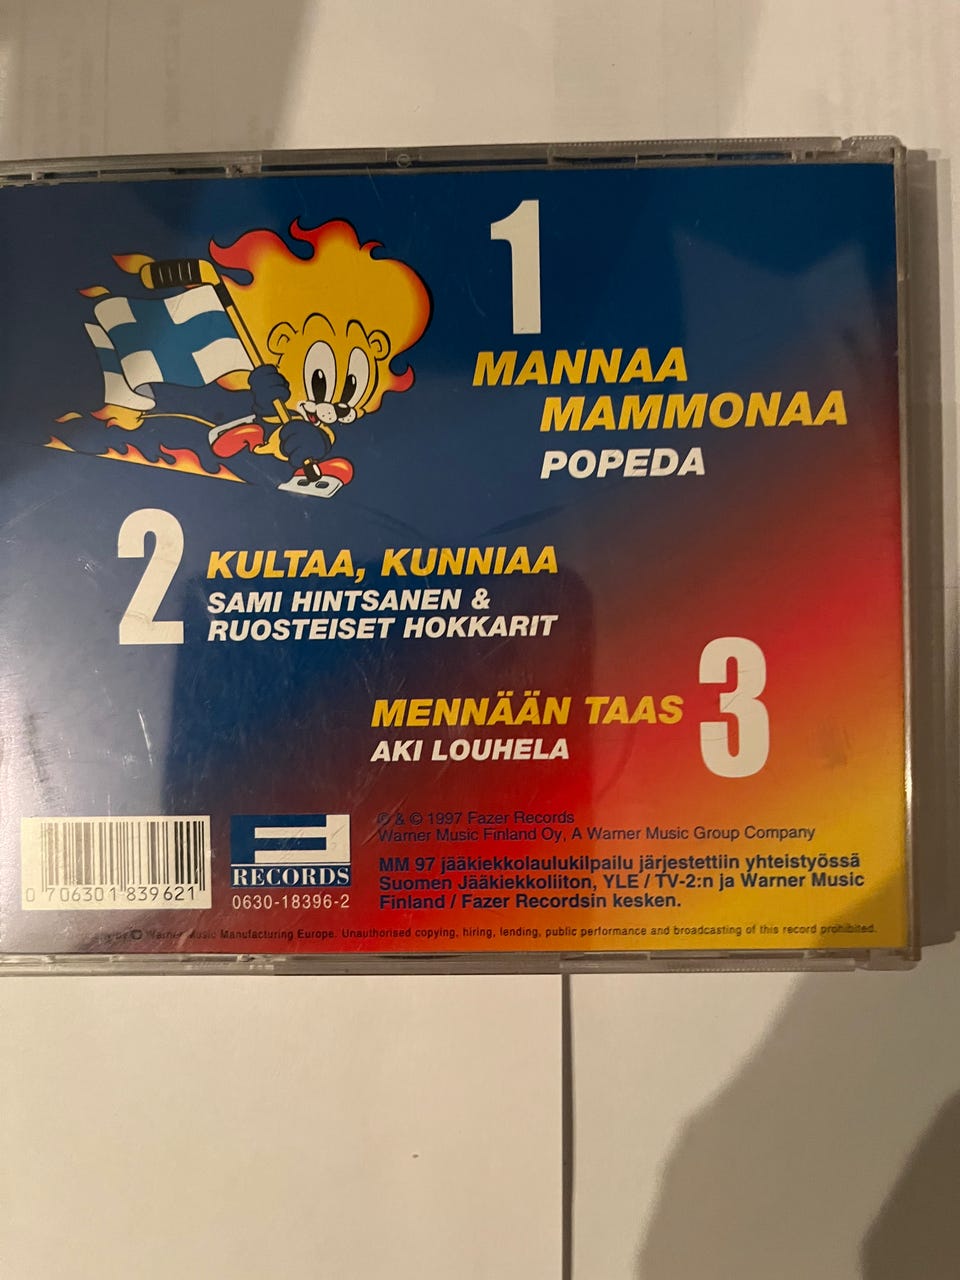 1
MANNAA
MAMMONAA
POPEDA
2
KULTAA, KUNNIAA
SAMI HINTSANEN &
RUOSTEISET HOKKARIT
3
MENNÄÄN TAAS
AKI LOUHELA
℗ & © 1997 Fazer Records
Warner Music Finland Oy, A Warner Music Group Company
MM 97 jääkiekkolaulukilpailu järjestettiin yhteistyössä
Suomen Jääkiekkoliiton, YLE / TV-2:n ja Warner Music
Finland / Fazer Recordsin kesken.
0 706301 839621
F
RECORDS
0630-18396-2
by Warner Music Manufacturing Europe. Unauthorised copying, hiring, lending, public performance and broadcasting of this record prohibited.